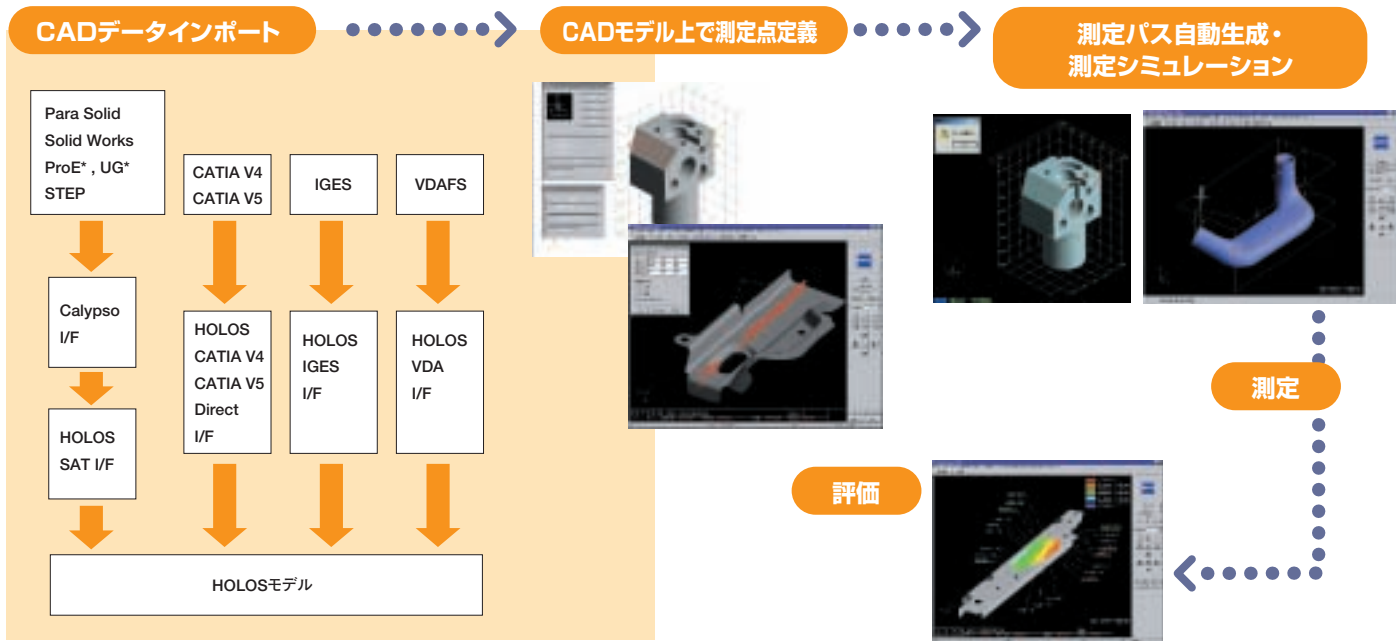 CADデータインポート
CADモデル上で測定点定義
測定パス自動生成・
測定シミュレーション
Para Solid
Solid Works
ProE* , UG*
STEP
CATIA V4
CATIA V5
IGES
VDAFS
Calypso
I/F
HOLOS
CATIA V4
CATIA V5
Direct
I/F
HOLOS
IGES
I/F
HOLOS
VDA
I/F
HOLOS
SAT I/F
HOLOSモデル
測定
評価